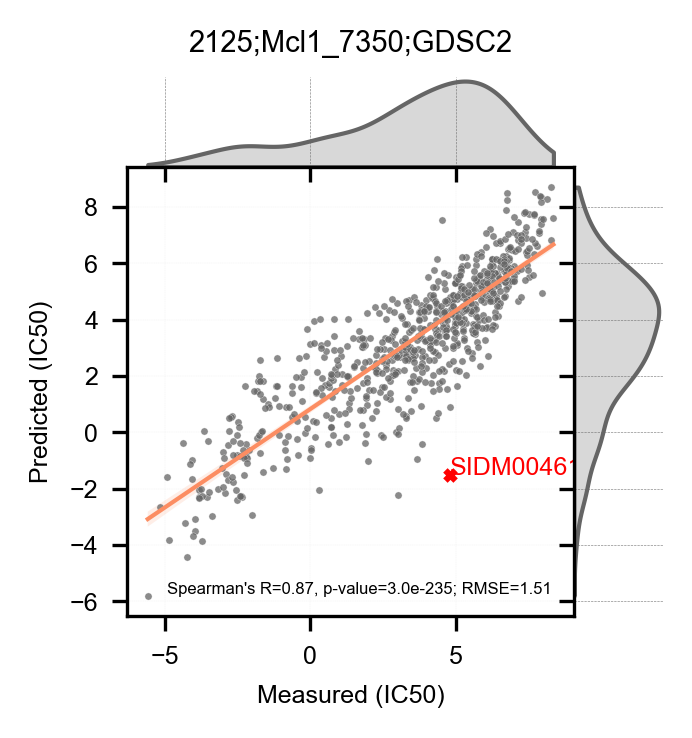 2125;Mcl1_7350;GDSC2
8
6
4
2
0
−2
−4
−6
Predicted (IC50)
SIDM00461
Spearman's R=0.87, p-value=3.0e-235; RMSE=1.51
−5 0 5
Measured (IC50)